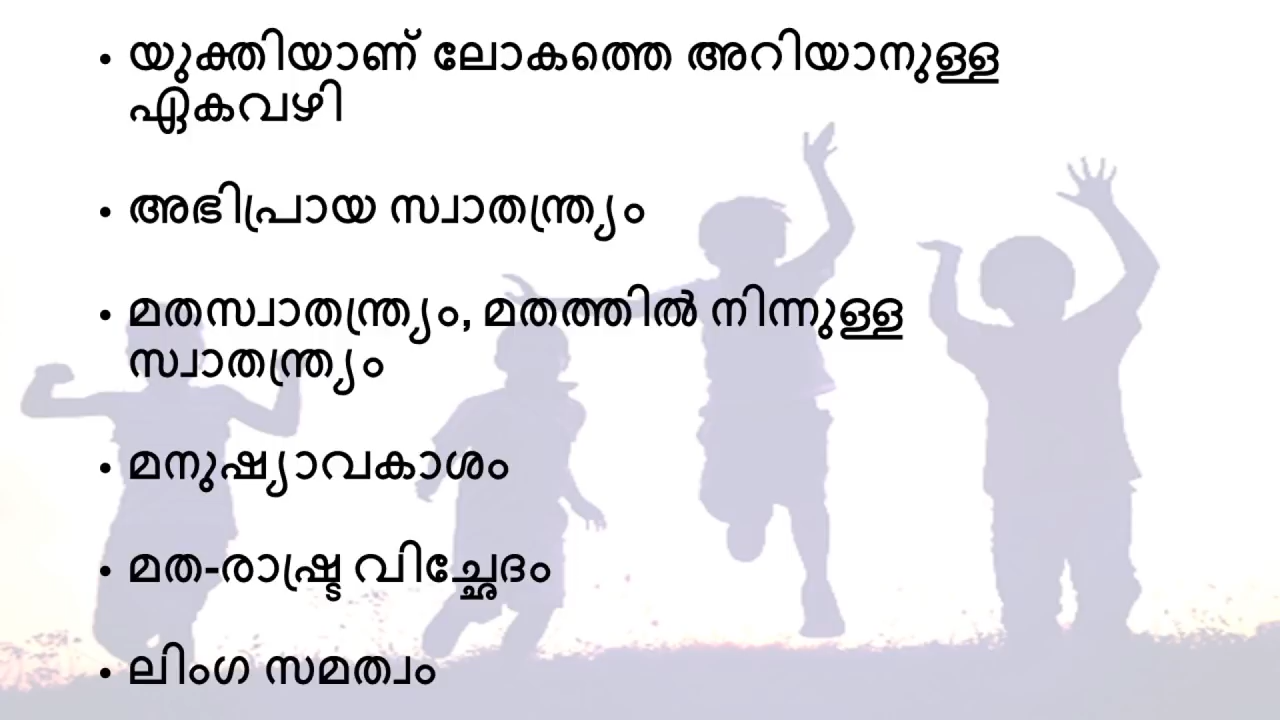 • യുക്തിയാണ് ലോകത്തെ അറിയാനുള്ള
ഏകവഴി
• അഭിപ്രായ സ്വാതന്ത്ര്യം
• മതസ്വാതന്ത്ര്യം, മതത്തിൽ നിന്നുള്ള
സ്വാതന്ത്ര്യം
• മനുഷ്യാവകാശം
• മത-രാഷ്ട്ര വിച്ഛേദം
• ലിംഗ സമത്വം